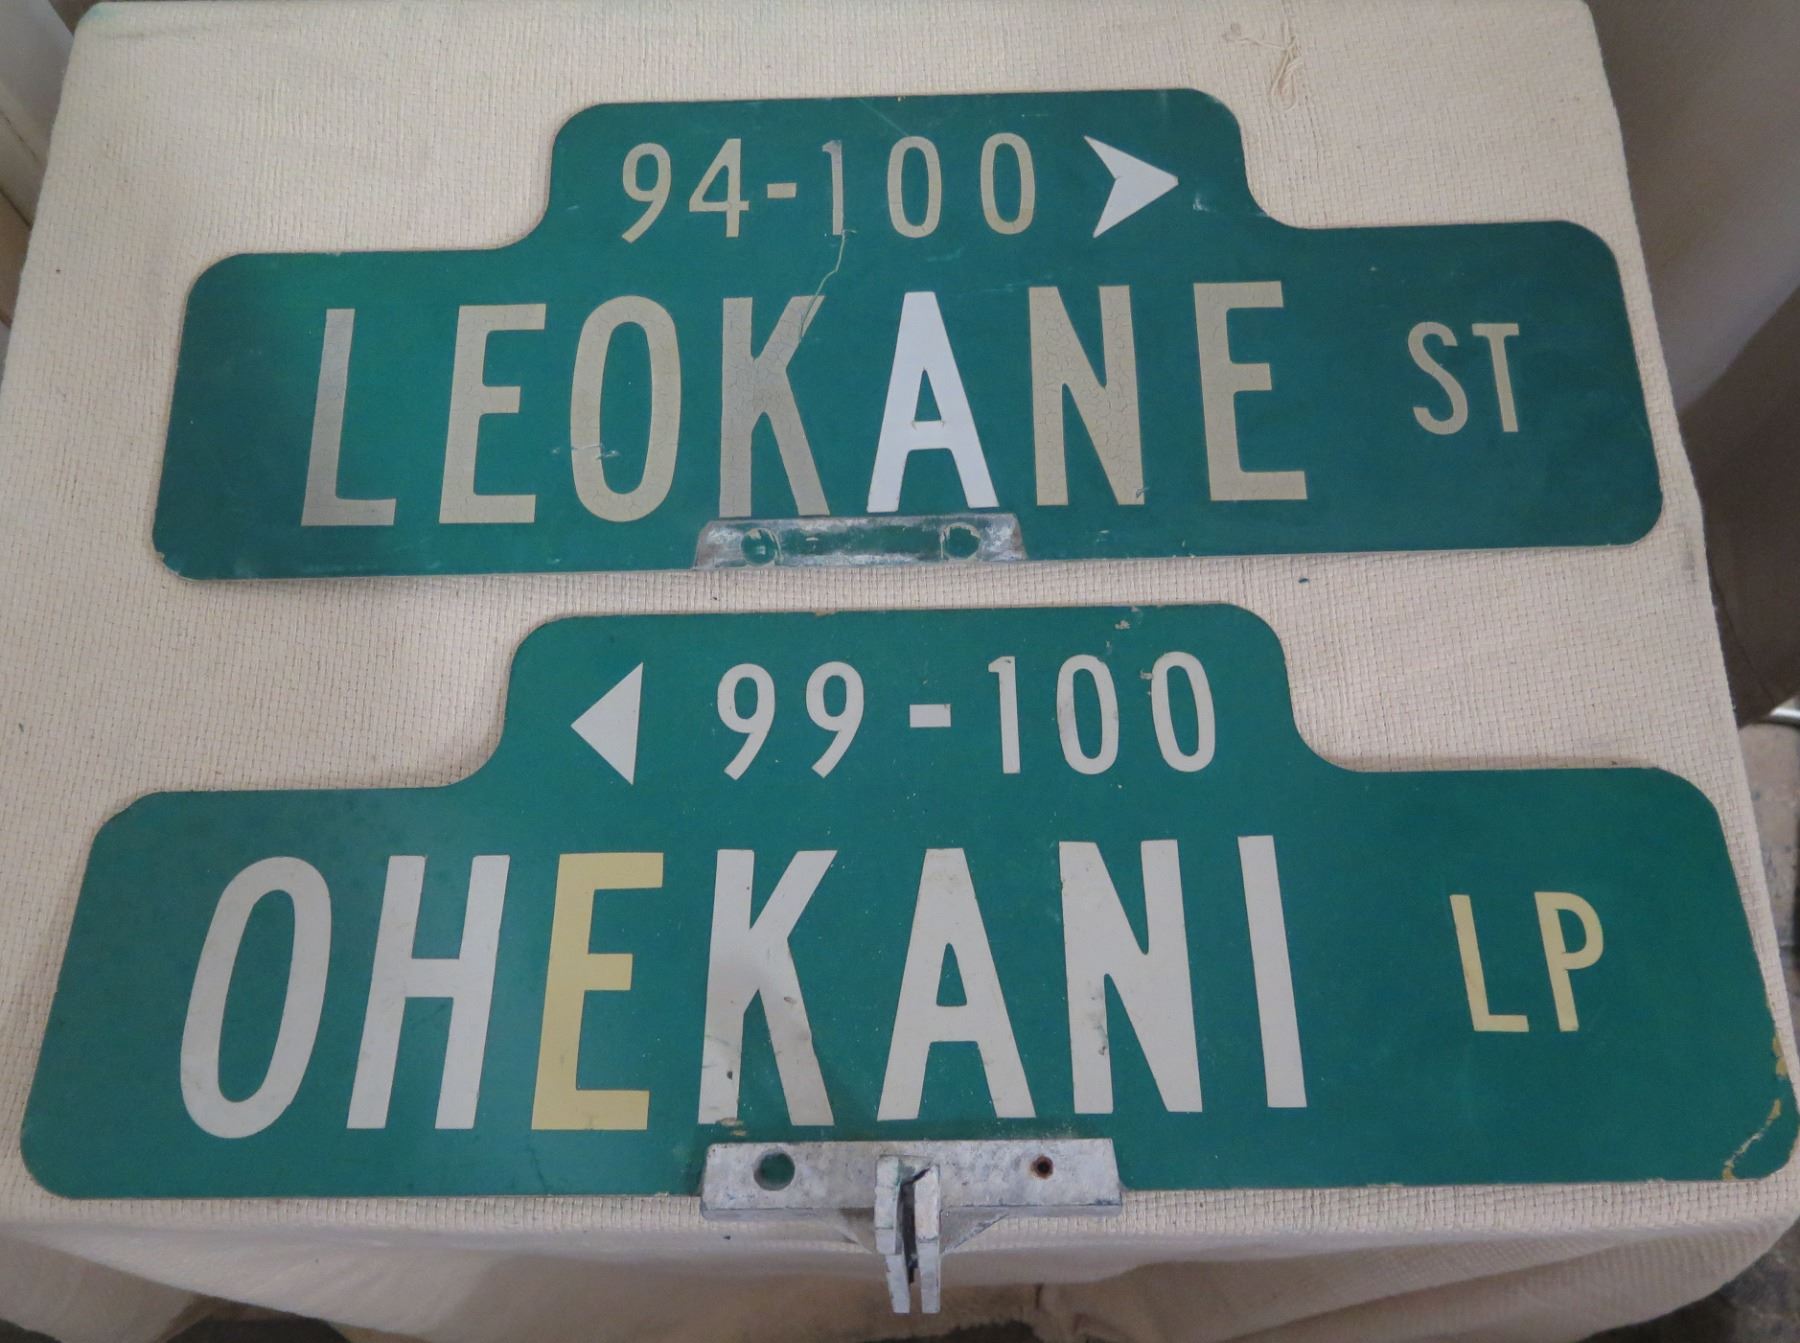 94-100
LEOKANE ST
99-100
OHEKANI LP